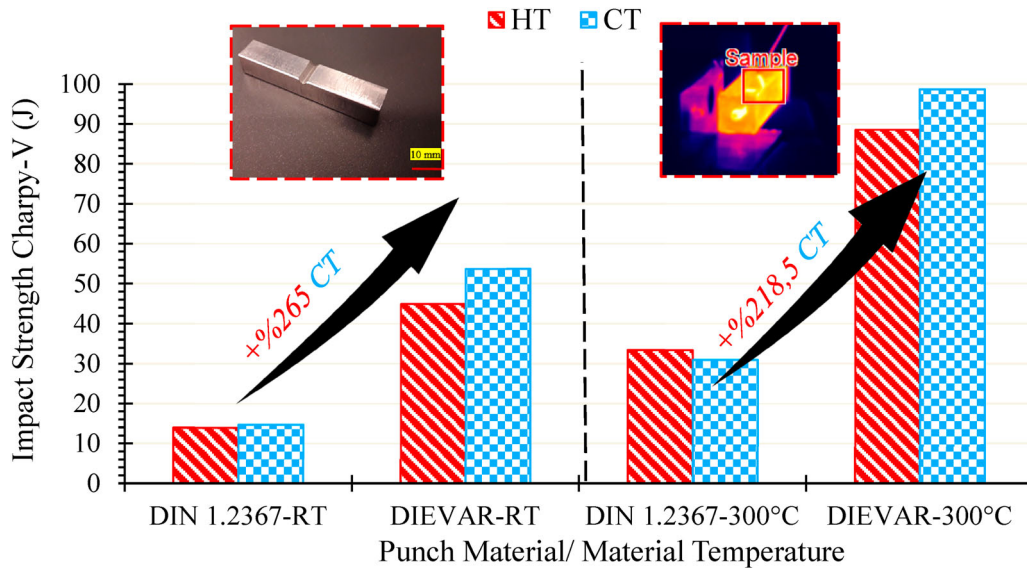 HT CT
Sample
10 mm
100
90
80
70
60
50
40
30
20
10
0
Impact Strength Charpy-V (J)
+%265 CT
+%218,5 CT
DIN 1.2367-RT DIEVAR-RT DIN 1.2367-300°C DIEVAR-300°C
Punch Material/ Material Temperature